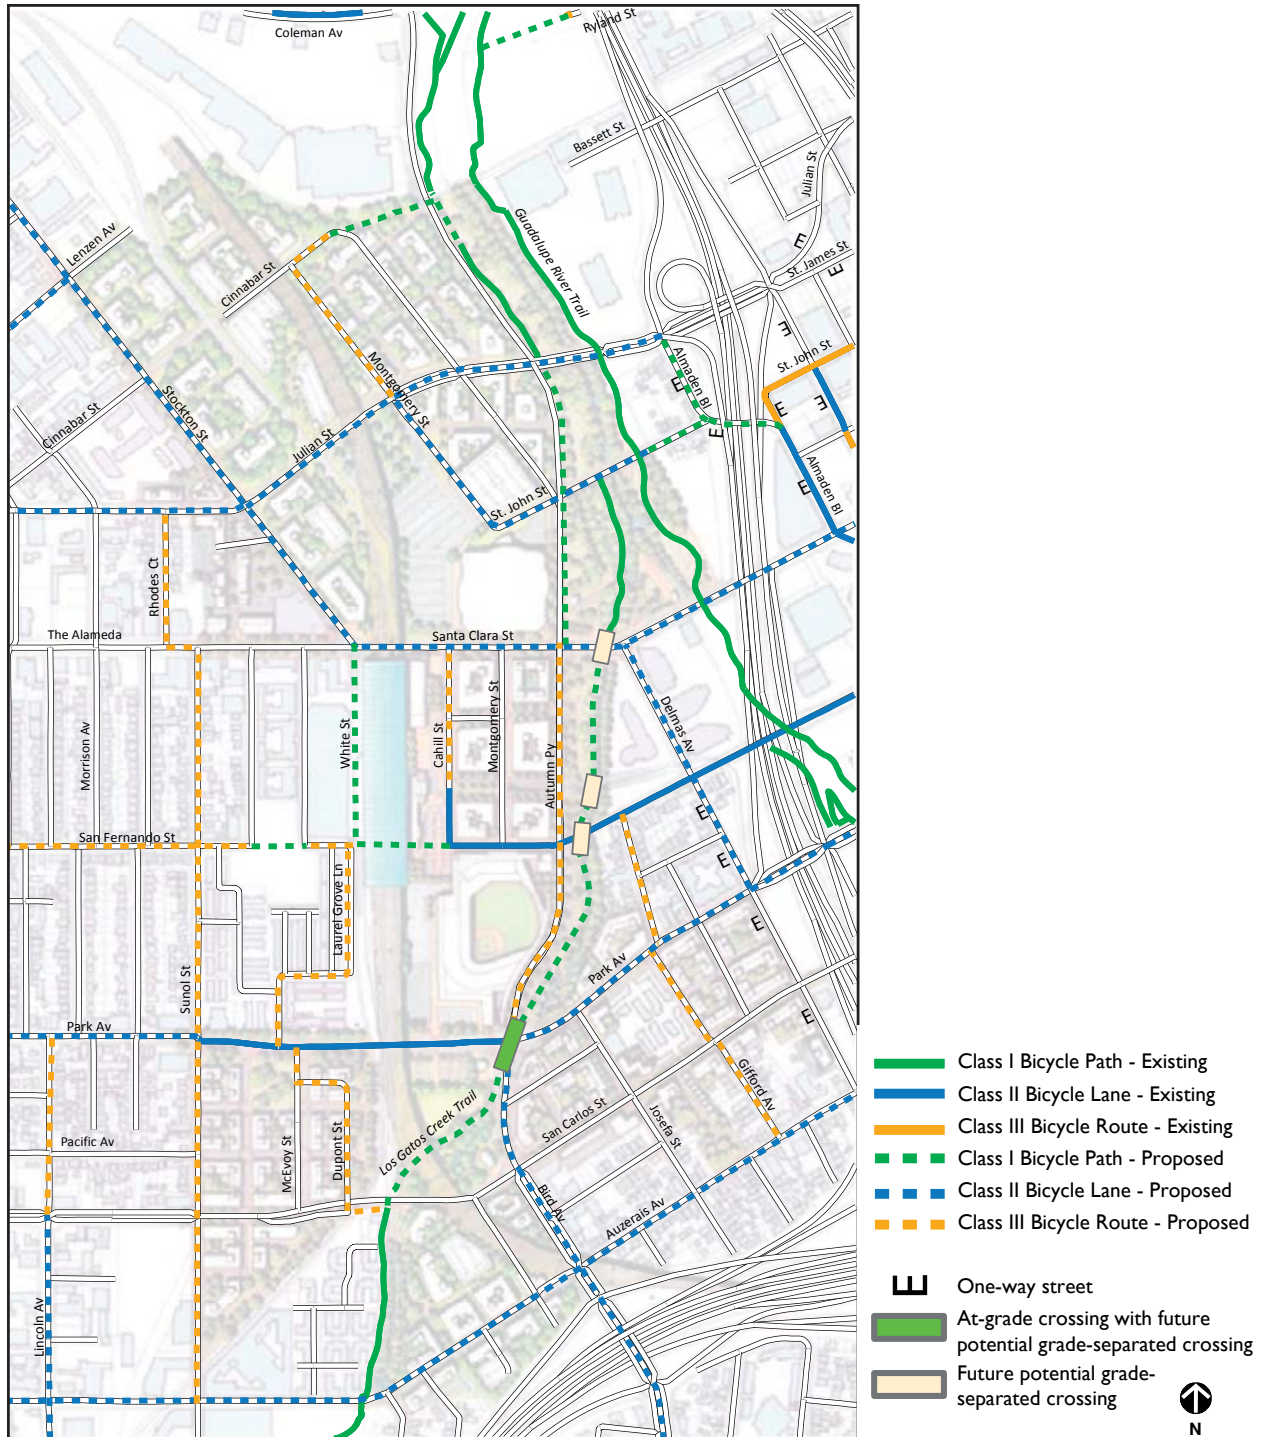 Coleman Av
Ryland St
Bassett St
Julian St
Lenzen Av
Guadalupe River Trail
E
St. James St
E
Cinnabar St
E
St. John St
Montgomery St
Almaden Bl
E
Stockton St
E
E
Cinnabar St
Julian St
E
Almaden Bl
E
St. John St
Rhodes Ct
The Alameda
Santa Clara St
Morrison Av
White St
Cahill St
Montgomery St
Autumn Py
Delmas Av
E
San Fernando St
E
Laurel Grove Ln
E
Sunol St
Park Av
E
Park Av
Class I Bicycle Path - Existing
Class II Bicycle Lane - Existing
Class III Bicycle Route - Existing
Class I Bicycle Path - Proposed
Class II Bicycle Lane - Proposed
Class III Bicycle Route - Proposed
Gifford Av
Los Gatos Creek Trail
San Carlos St
Josefa St
Pacific Av
McEvoy St
Dupont St
Bird Av
Auzerais Av
Lincoln Av
E One-way street
At-grade crossing with future
potential grade-separated crossing
Future potential grade-
separated crossing
N